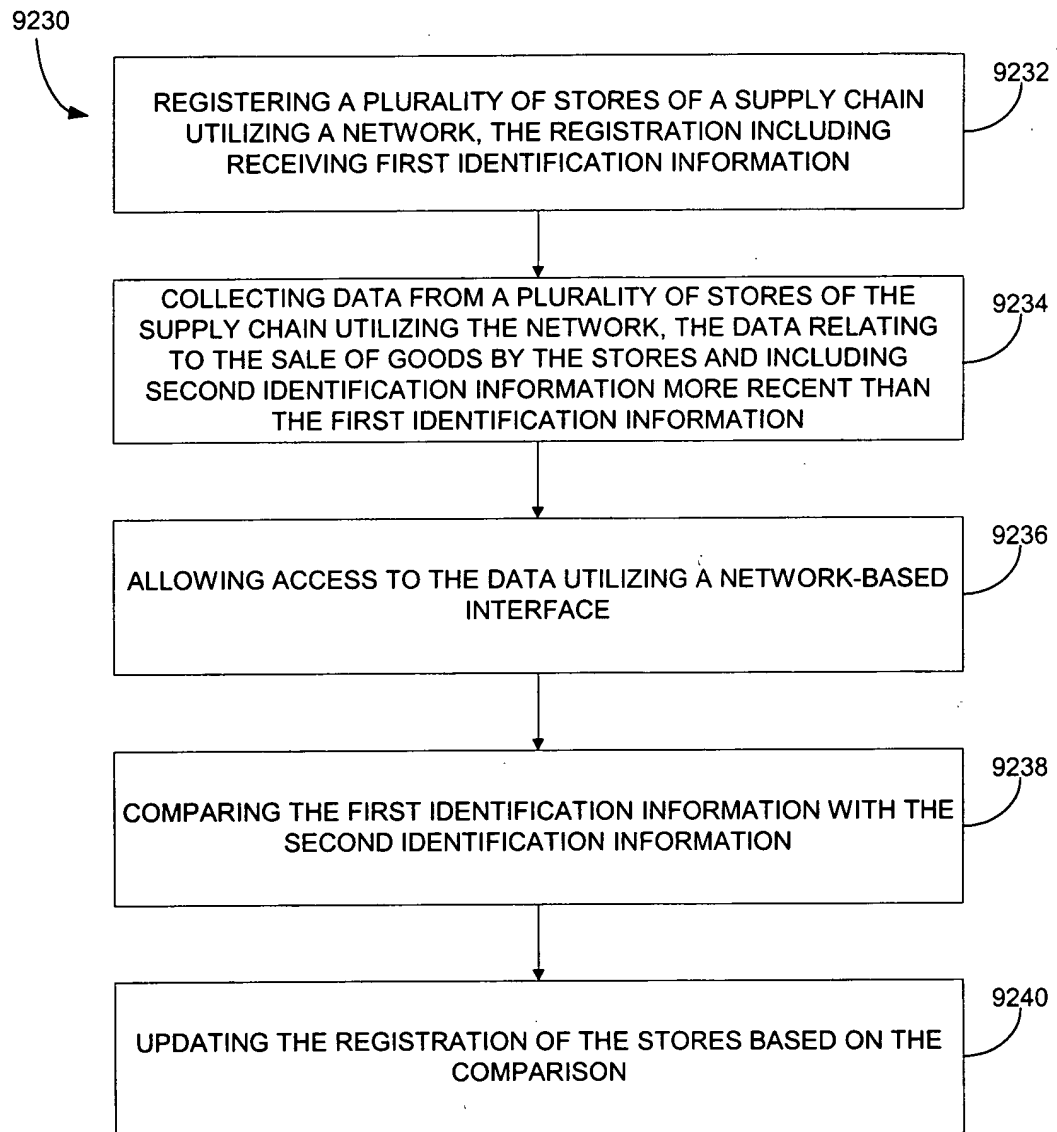 9230
9232
REGISTERING A PLURALITY OF STORES OF A SUPPLY CHAIN
UTILIZING A NETWORK, THE REGISTRATION INCLUDING
RECEIVING FIRST IDENTIFICATION INFORMATION
9234
COLLECTING DATA FROM A PLURALITY OF STORES OF THE
SUPPLY CHAIN UTILIZING THE NETWORK, THE DATA RELATING
TO THE SALE OF GOODS BY THE STORES AND INCLUDING
SECOND IDENTIFICATION INFORMATION MORE RECENT THAN
THE FIRST IDENTIFICATION INFORMATION
9236
ALLOWING ACCESS TO THE DATA UTILIZING A NETWORK-BASED
INTERFACE
9238
COMPARING THE FIRST IDENTIFICATION INFORMATION WITH THE
SECOND IDENTIFICATION INFORMATION
9240
UPDATING THE REGISTRATION OF THE STORES BASED ON THE
COMPARISON